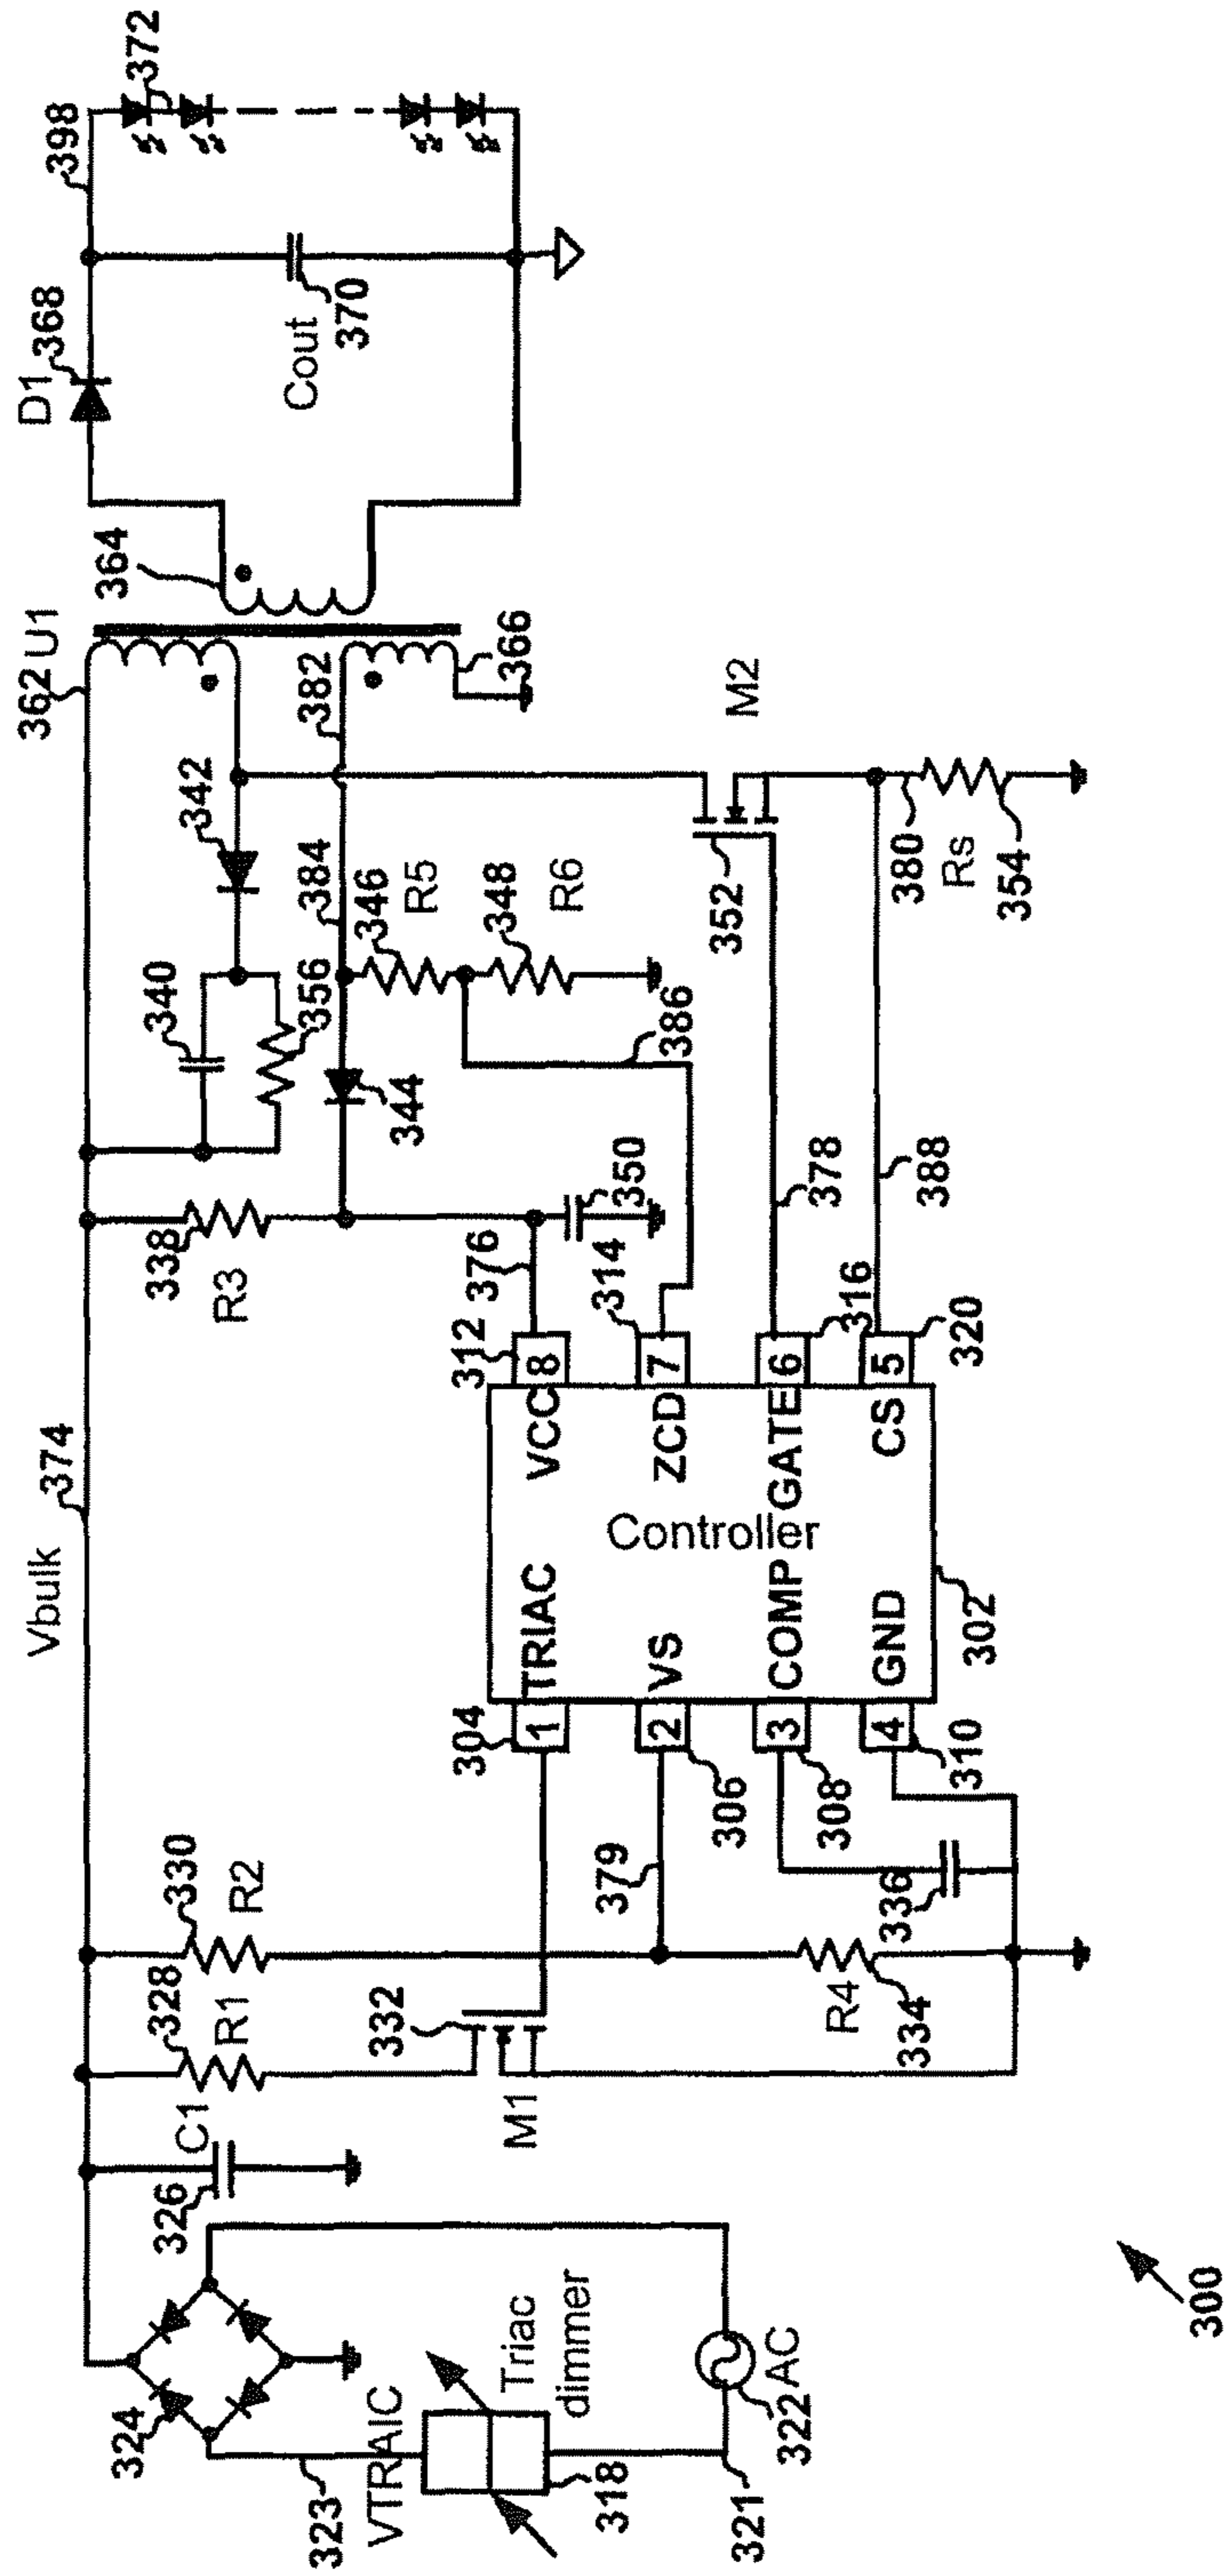 Vbulk
374
362
U1
364
D1
368
398
372
324
326
C1
328
R1
330
R2
338
R3
340
356
342
384
382
366
Cout
370
323
VTRAIC
Triac
dimmer
318
321
322
AC
332
M1
379
R4
334
336
304
306
308
310
1
2
3
4
TRIAC
VS
COMP
GND
Controller
302
VCC
ZCD
GATE
CS
8
7
6
5
312
314
316
320
376
350
344
346
R5
348
R6
386
378
388
352
M2
380
Rs
354
300